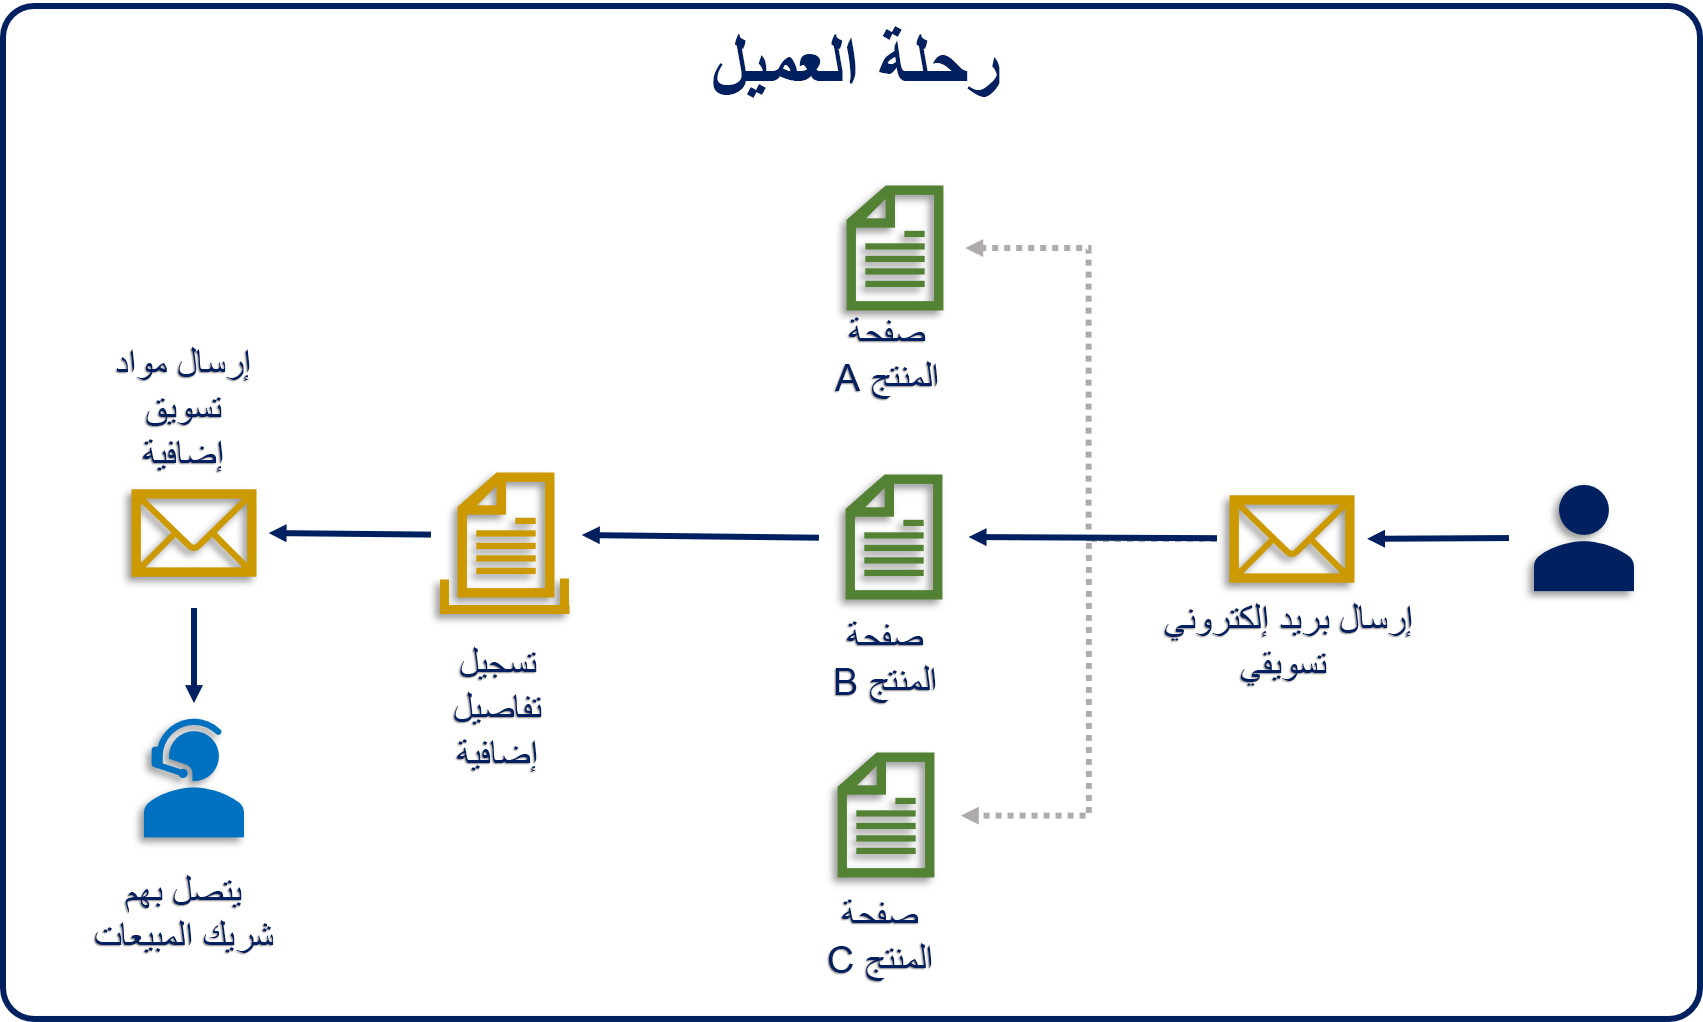 رحلة العميل
إرسال بريد إلكتروني
تسويقي
صفحة
المنتج A
صفحة
المنتج B
صفحة
المنتج C
تسجيل
تفاصيل
إضافية
إرسال مواد
تسويق
إضافية
يتصل بهم
شريك المبيعات